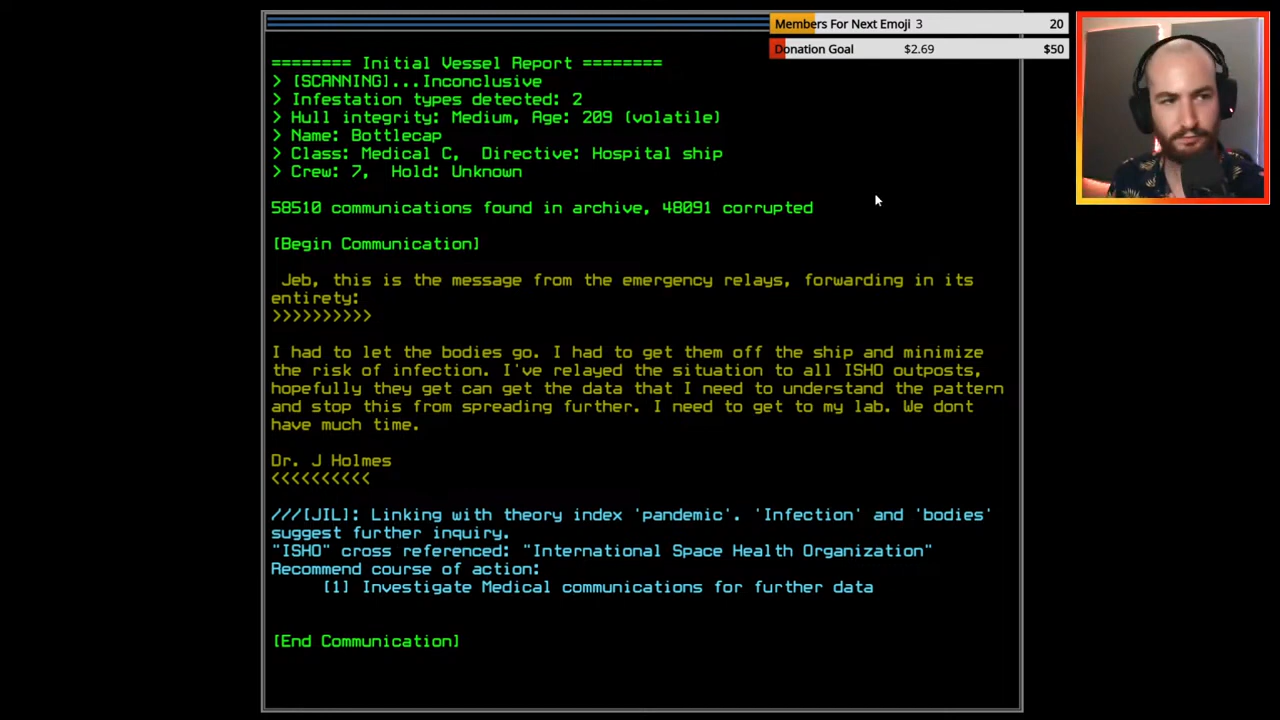 Members For Next Emoji 3 20
Donation Goal $2.69 $50
======== Initial Vessel Report ========
> [SCANNING]...Inconclusive
> Infestation types detected: 2
> Hull integrity: Medium, Age: 209 (volatile)
> Name: Bottlecap
> Class: Medical C, Directive: Hospital ship
> Crew: 7, Hold: Unknown
58510 communications found in archive, 48091 corrupted
[Begin Communication]
Jeb, this is the message from the emergency relays, forwarding in its
entirety:
>>>>>>>>>>
I had to let the bodies go. I had to get them off the ship and minimize
the risk of infection. I've relayed the situation to all ISHO outposts,
hopefully they get can get the data that I need to understand the pattern
and stop this from spreading further. I need to get to my lab. We dont
have much time.
Dr. J Holmes
<<<<<<<<<<
///[JIL]: Linking with theory index 'pandemic'. 'Infection' and 'bodies'
suggest further inquiry.
"ISHO" cross referenced: "International Space Health Organization"
Recommend course of action:
[1] Investigate Medical communications for further data
[End Communication]